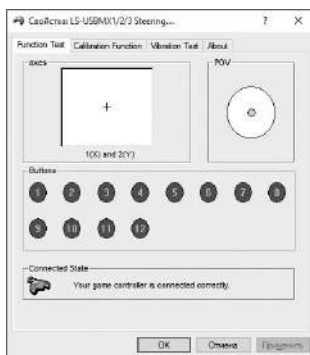 Свойства: LS-USBMX1/2/3 Steering...
Function Test Calibration Function Vibration Test About
axes
POV
1(X) and 2(Y)
Buttons
1 2 3 4 5 6 7 8
9 10 11 12
Connected State
Your game controller is connected correctly.
OK Отмена Применить